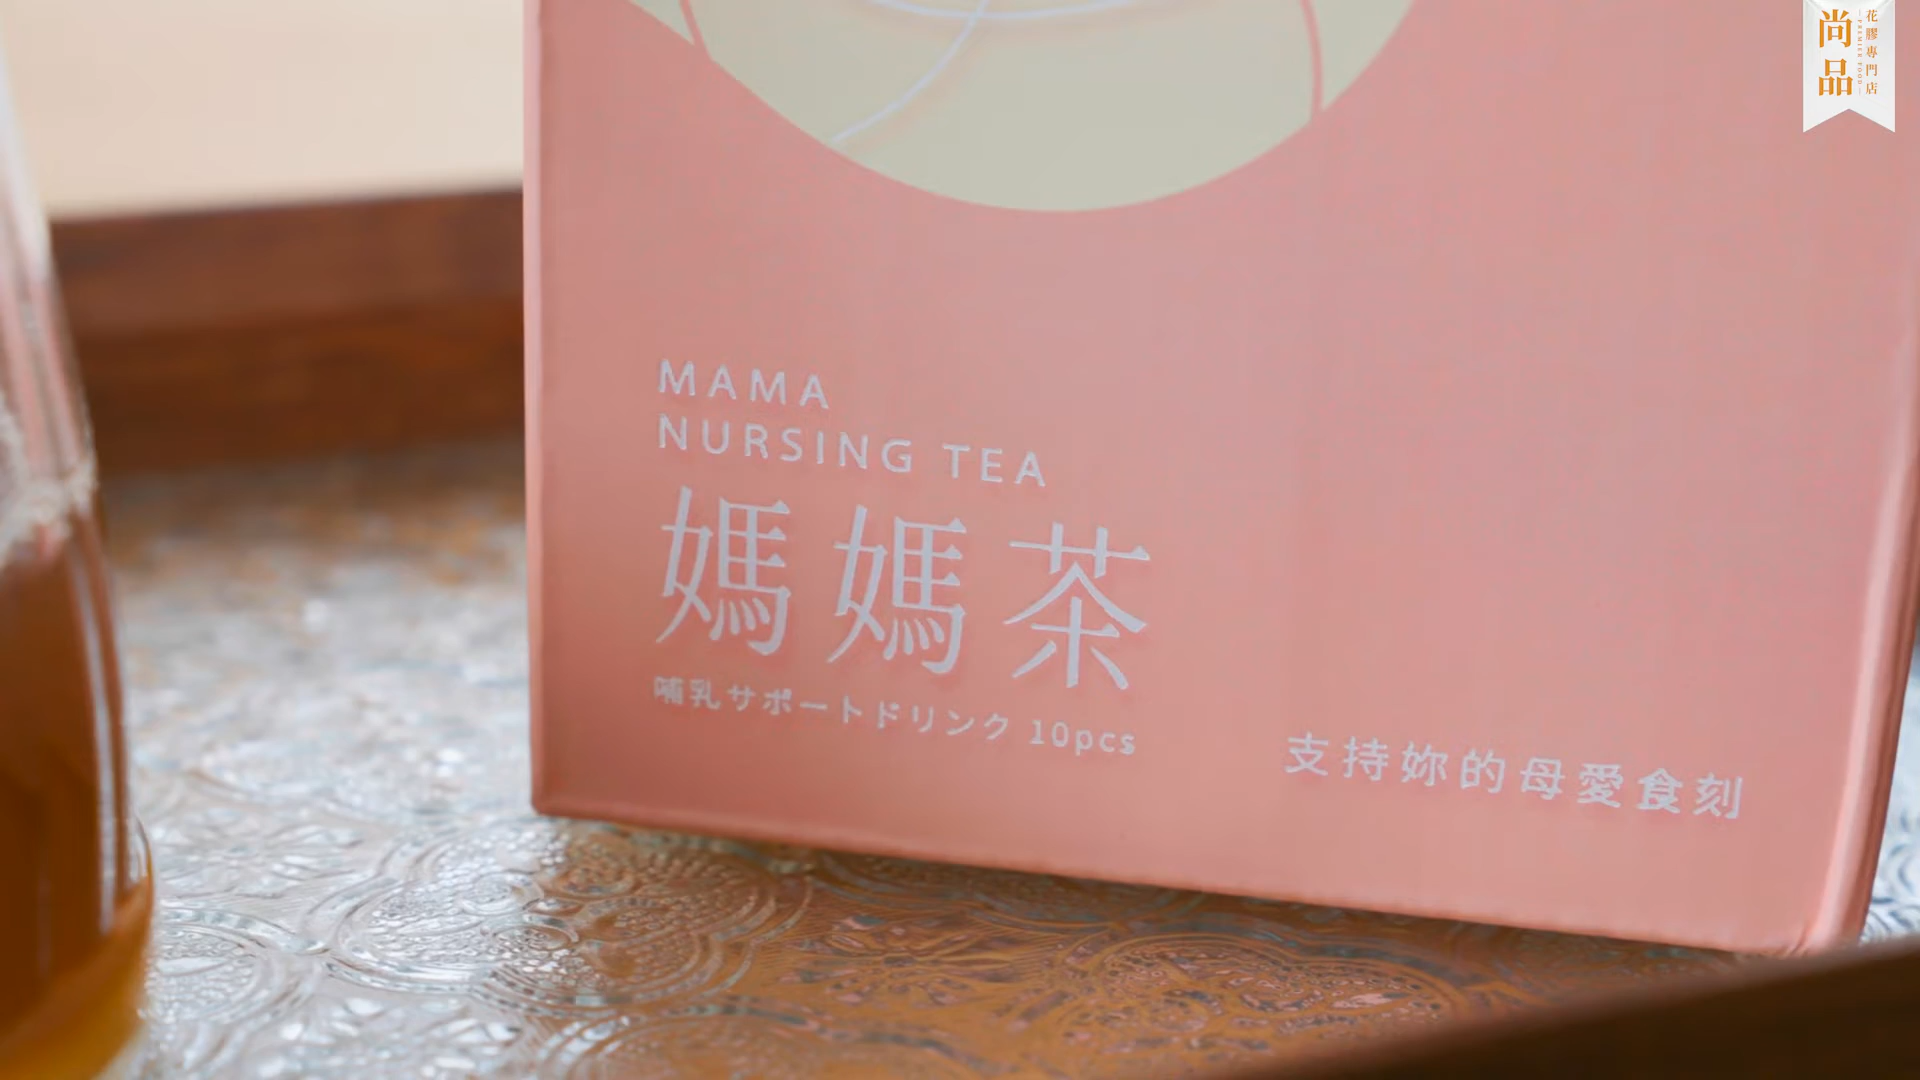 尚品
花膠專門店
MAMA
NURSING TEA
媽媽茶
哺乳サポートドリンク 10pcs
支持妳的母愛食刻